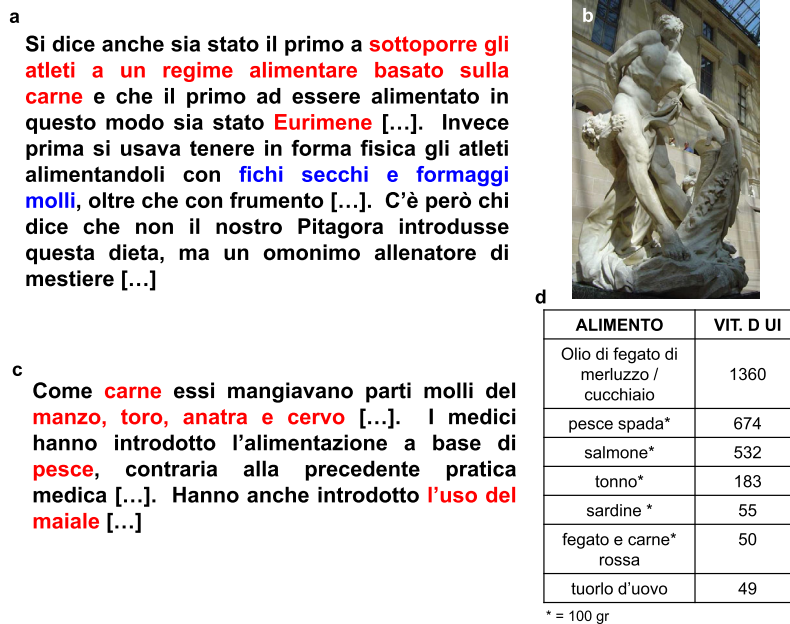 a
Si dice anche sia stato il primo a sottoporre gli
atleti a un regime alimentare basato sulla
carne e che il primo ad essere alimentato in
questo modo sia stato Eurimene […]. Invece
prima si usava tenere in forma fisica gli atleti
alimentandoli con fichi secchi e formaggi
molli, oltre che con frumento […]. C’è però chi
dice che non il nostro Pitagora introdusse
questa dieta, ma un omonimo allenatore di
mestiere […]
b
c
Come carne essi mangiavano parti molli del
manzo, toro, anatra e cervo […]. I medici
hanno introdotto l’alimentazione a base di
pesce, contraria alla precedente pratica
medica […]. Hanno anche introdotto l’uso del
maiale […]
d
ALIMENTO VIT. D UI
Olio di fegato di
merluzzo /
cucchiaio
1360
pesce spada* 674
salmone* 532
tonno* 183
sardine * 55
fegato e carne*
rossa
50
tuorlo d’uovo 49
* = 100 gr